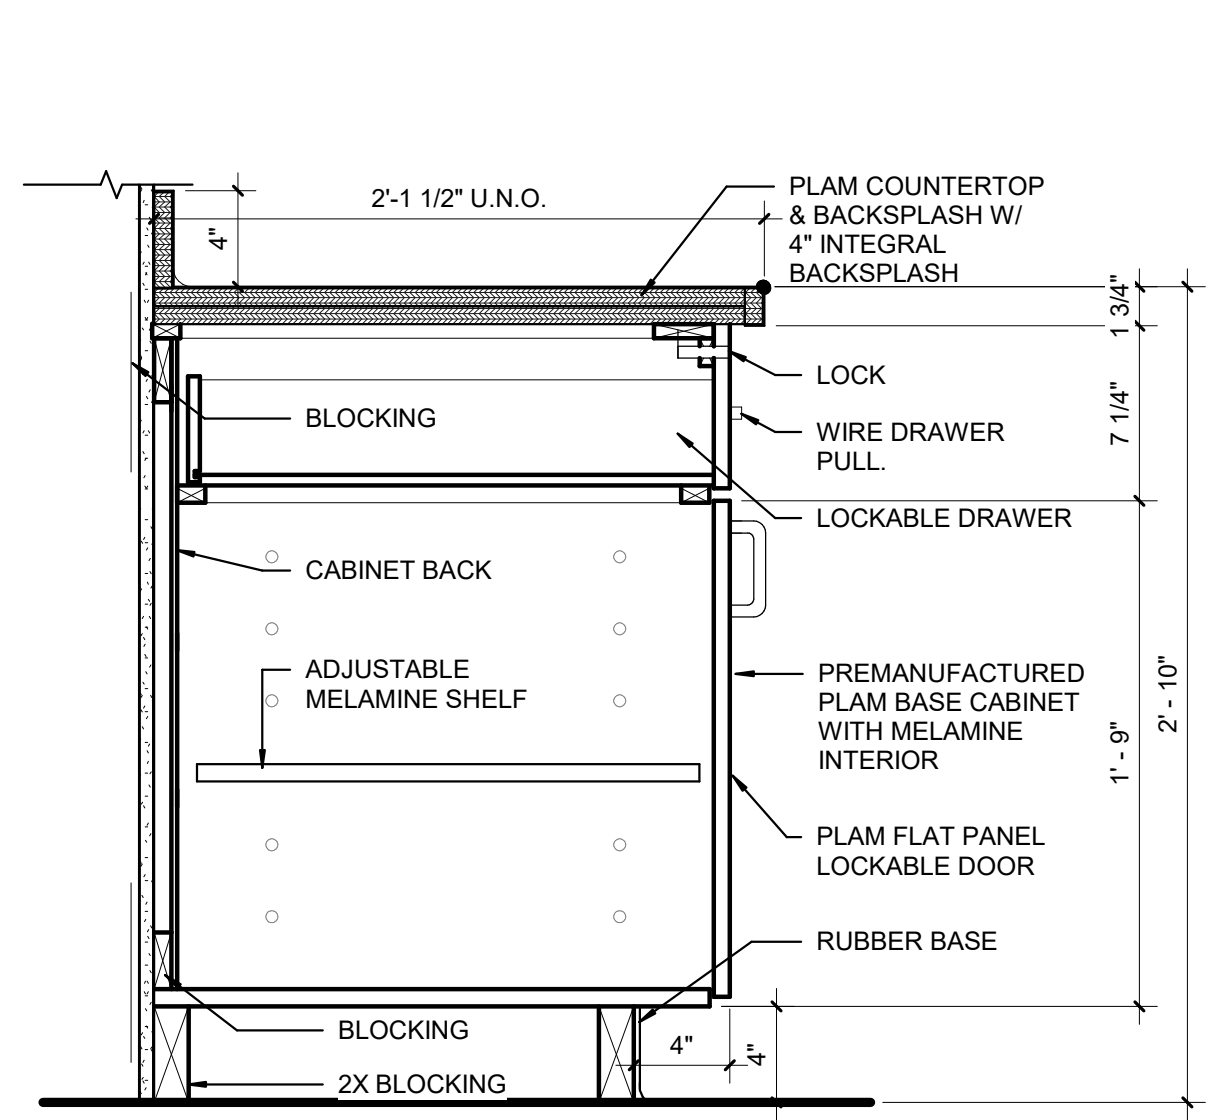 2'-1 1/2" U.N.O.
4"
PLAM COUNTERTOP
& BACKSPLASH W/
4" INTEGRAL
BACKSPLASH
1 3/4"
LOCK
BLOCKING
WIRE DRAWER
PULL.
7 1/4"
LOCKABLE DRAWER
CABINET BACK
ADJUSTABLE
MELAMINE SHELF
PREMANUFACTURED
PLAM BASE CABINET
WITH MELAMINE
INTERIOR
2' - 10"
1' - 9"
PLAM FLAT PANEL
LOCKABLE DOOR
RUBBER BASE
BLOCKING
4"
4"
2X BLOCKING